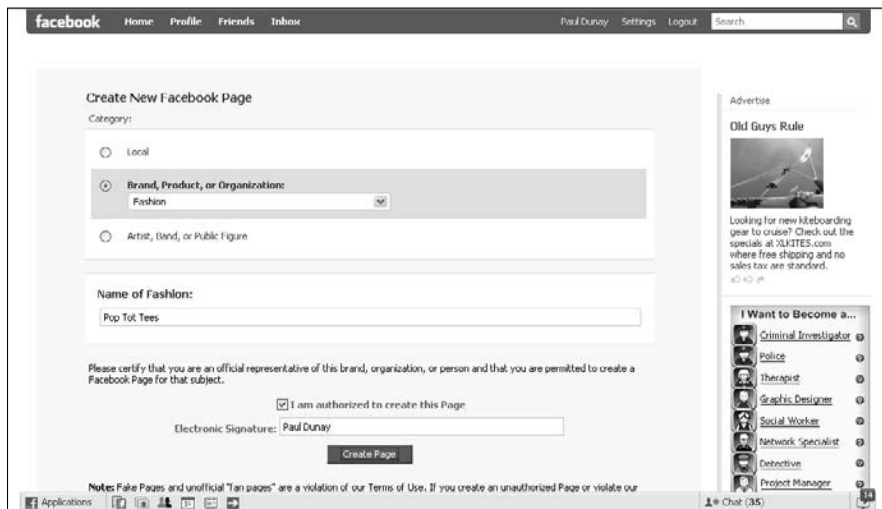 facebook Home Profile Friends Inbox Paul Dunay Settings Logout Search
Create New Facebook Page
Category:
Local
Brand, Product, or Organization:
Fashion
Artist, Band, or Public Figure
Name of Fashion:
Pop Tot Tees
Please certify that you are an official representative of this brand, organization, or person and that you are permitted to create a
Facebook Page for that subject.
I am authorized to create this Page
Electronic Signature: Paul Dunay
Create Page
Note: Fake Pages and unofficial "fan pages" are a violation of our Terms of Use. If you create an unauthorized Page or violate our
Advertise
Old Guys Rule
Looking for new kiteboarding
gear to cruise? Check out the
specials at XLKITES.com
where free shipping and no
sales tax are standard.
I Want to Become a...
Criminal Investigator
Police
Therapist
Graphic Designer
Social Worker
Network Specialist
Detective
Project Manager
Applications
Chat (35)
14